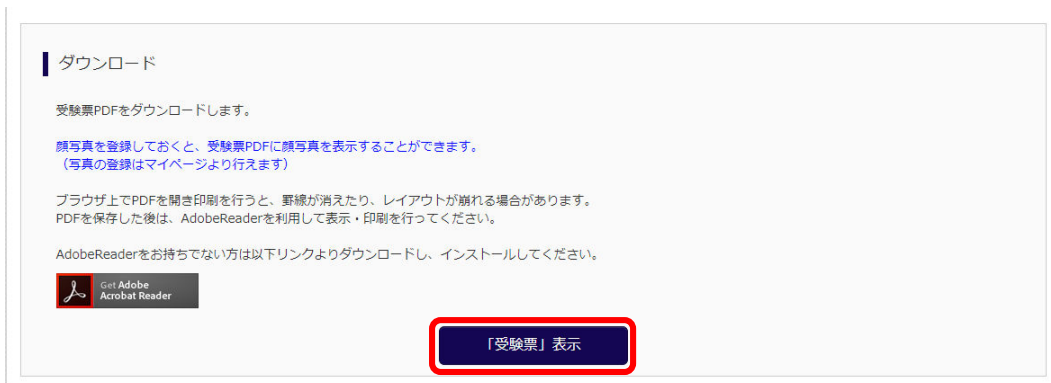 ダウンロード
受験票PDFをダウンロードします。
顔写真を登録しておくと、受験票PDFに顔写真を表示することができます。
（写真の登録はマイページより行えます）
ブラウザ上でPDFを開き印刷を行うと、罫線が消えたり、レイアウトが崩れる場合があります。
PDFを保存した後は、AdobeReaderを利用して表示・印刷を行ってください。
AdobeReaderをお持ちでない方は以下リンクよりダウンロードし、インストールしてください。
Get Adobe
Acrobat Reader
「受験票」表示